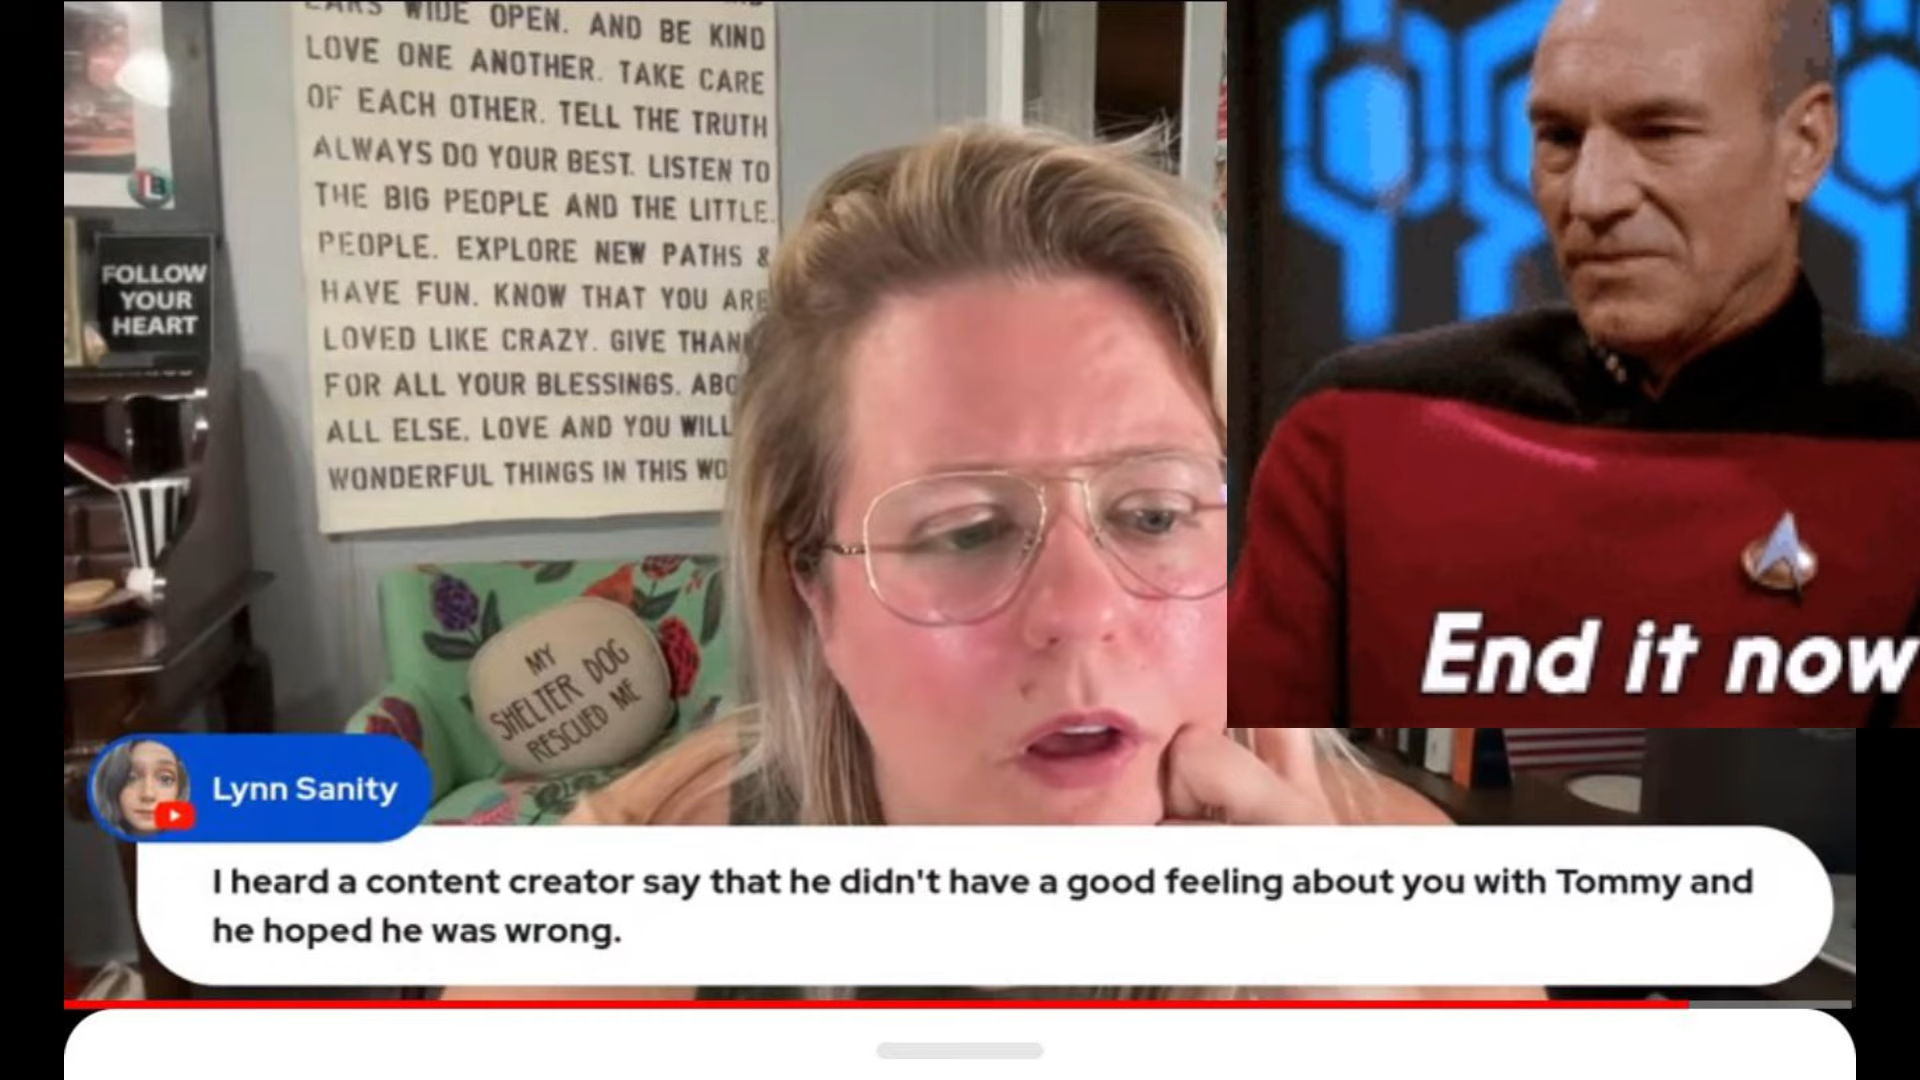 EARS WIDE OPEN. AND BE KIND
LOVE ONE ANOTHER. TAKE CARE
OF EACH OTHER. TELL THE TRUTH
ALWAYS DO YOUR BEST. LISTEN TO
THE BIG PEOPLE AND THE LITTLE
PEOPLE. EXPLORE NEW PATHS &
HAVE FUN. KNOW THAT YOU ARE
LOVED LIKE CRAZY. GIVE THAN
FOR ALL YOUR BLESSINGS. ABO
ALL ELSE, LOVE AND YOU WILL
WONDERFUL THINGS IN THIS WO
TB
FOLLOW
YOUR
HEART
MY
SHELTER DOG
RESCUED ME
End it now
Lynn Sanity
I heard a content creator say that he didn't have a good feeling about you with Tommy and
he hoped he was wrong.